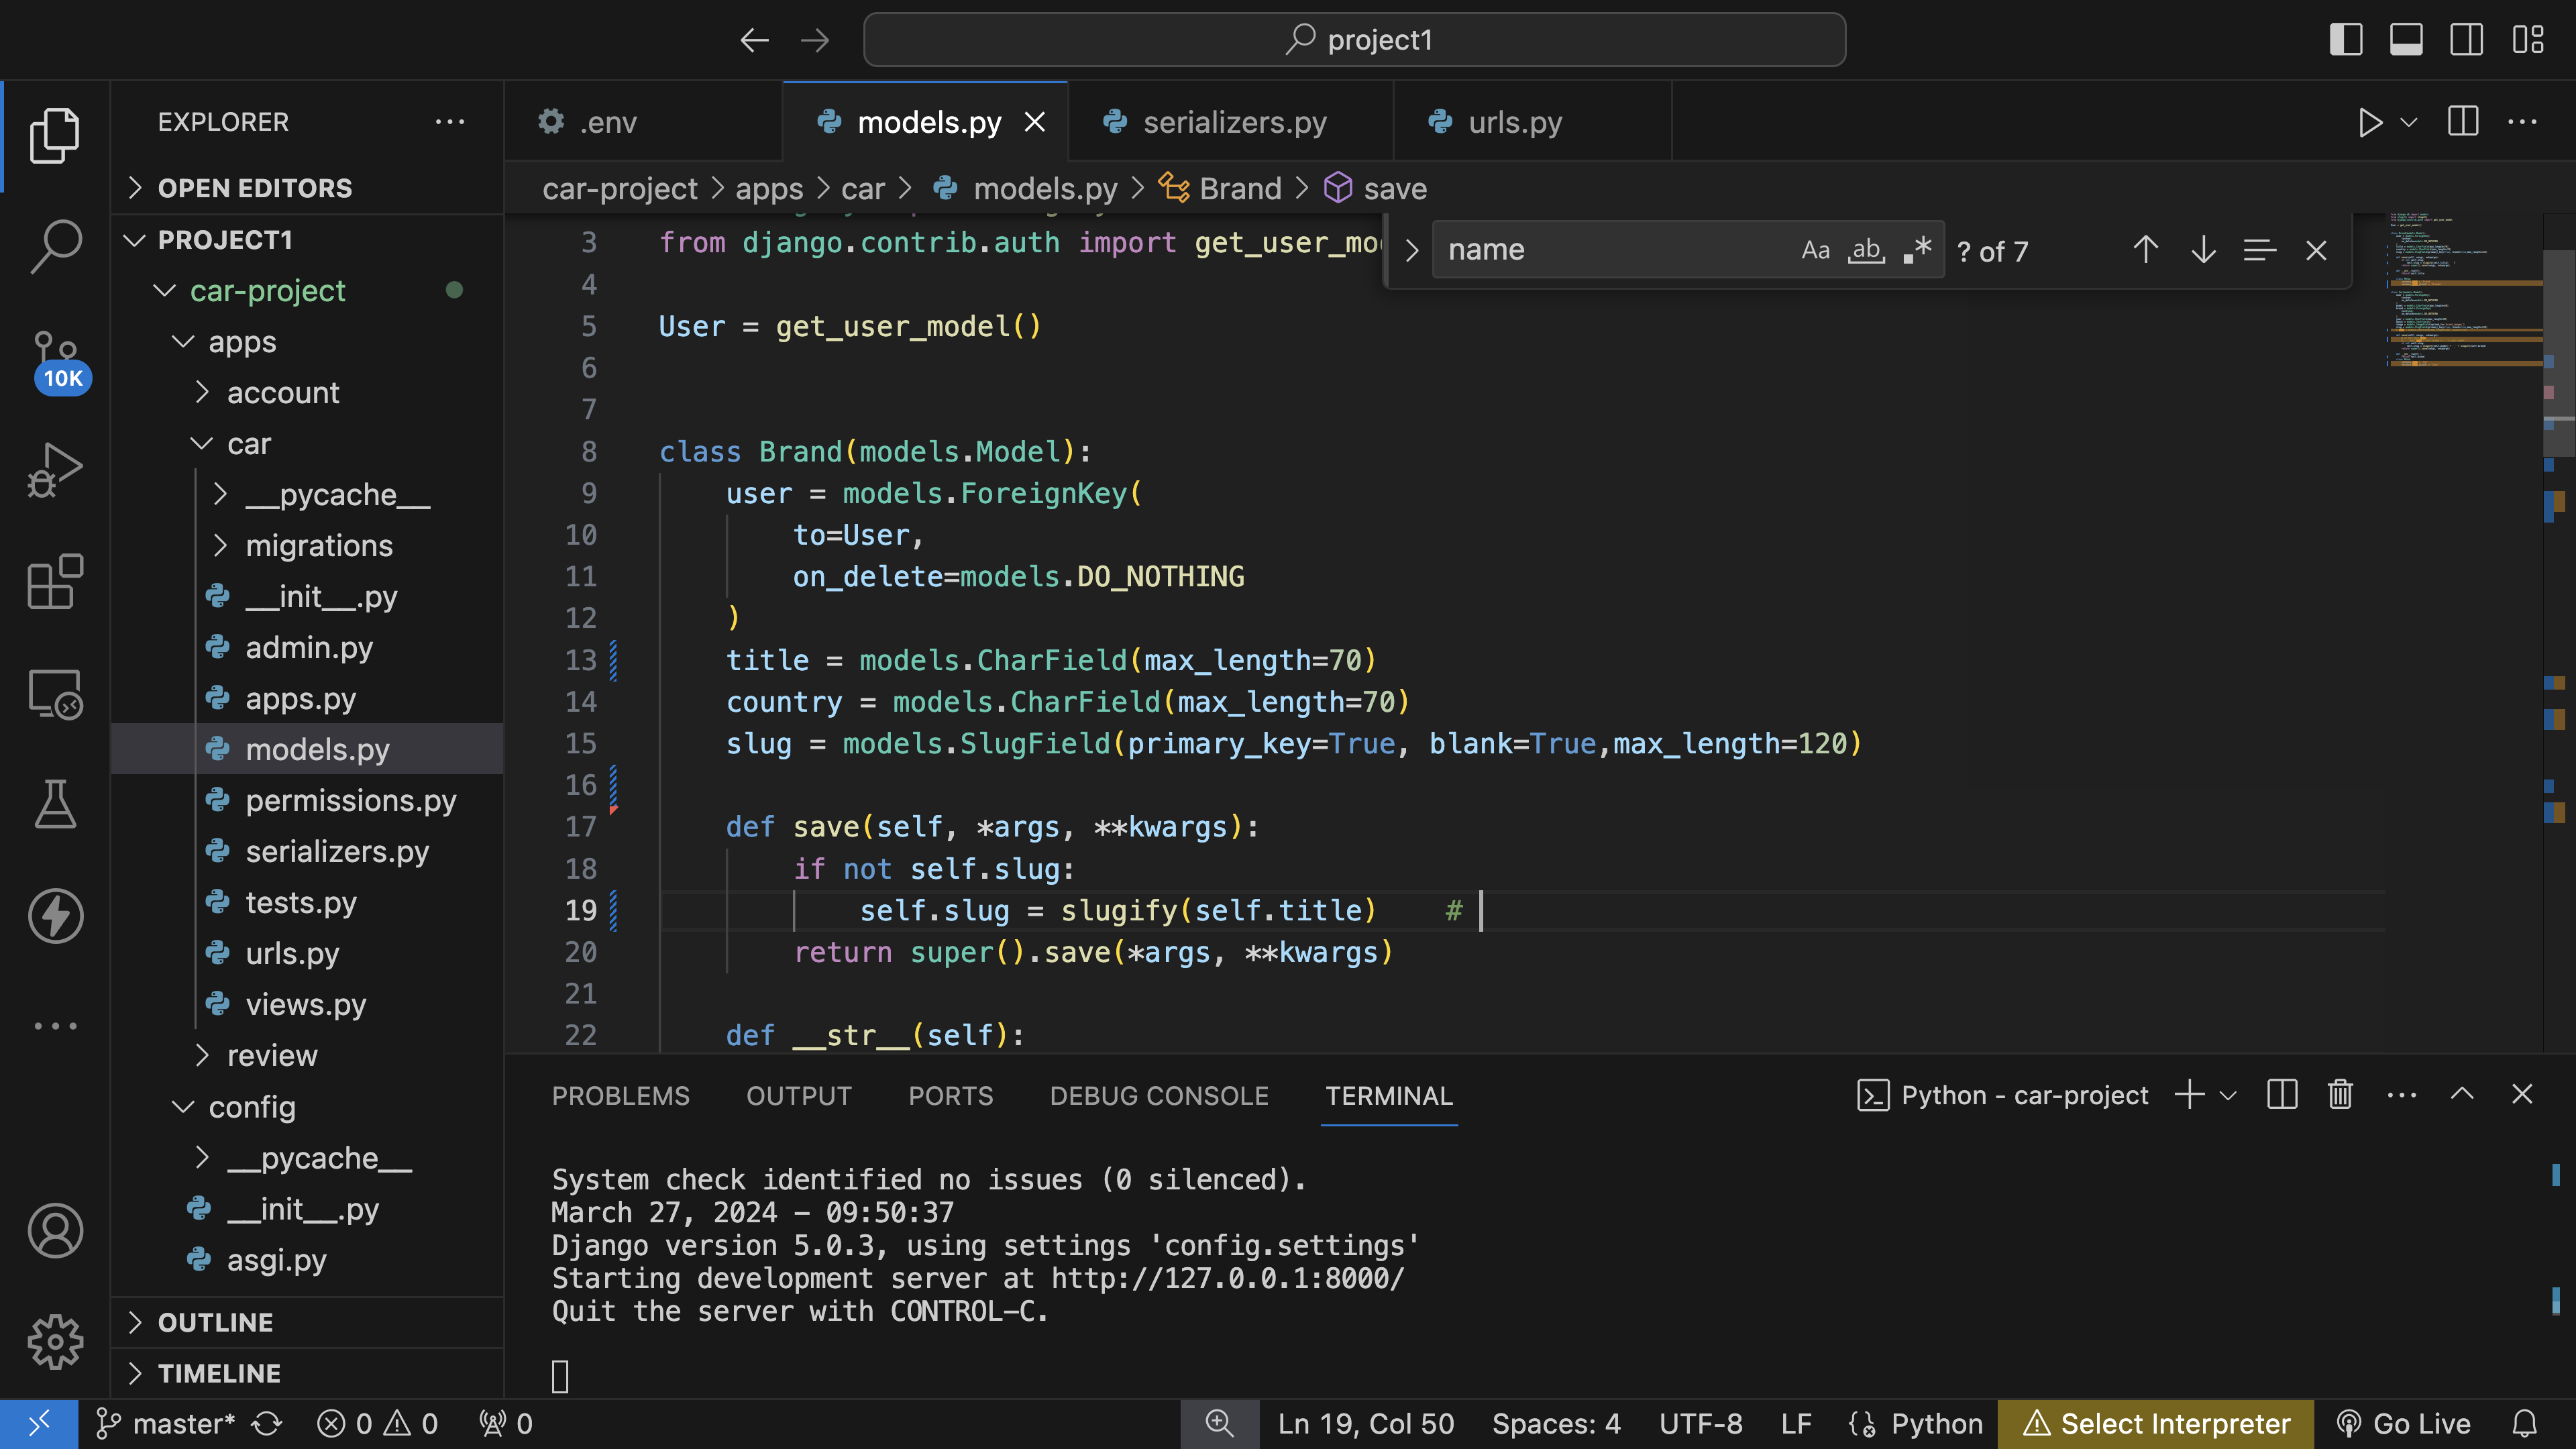 project1
EXPLORER
OPEN EDITORS
PROJECT1
car-project
apps
account
car
__pycache__
migrations
__init__.py
admin.py
apps.py
models.py
permissions.py
serializers.py
tests.py
urls.py
views.py
review
config
__pycache__
__init__.py
asgi.py
OUTLINE
TIMELINE
10K
.env
models.py
serializers.py
urls.py
car-project > apps > car > models.py > Brand > save
name
Aa ab .* ? of 7
3 from django.contrib.auth import get_user_mo
4
5 User = get_user_model()
6
7
8 class Brand(models.Model):
9 user = models.ForeignKey(
10 to=User,
11 on_delete=models.DO_NOTHING
12 )
13 title = models.CharField(max_length=70)
14 country = models.CharField(max_length=70)
15 slug = models.SlugField(primary_key=True, blank=True,max_length=120)
16
17 def save(self, *args, **kwargs):
18 if not self.slug:
19 self.slug = slugify(self.title) #
20 return super().save(*args, **kwargs)
21
22 def __str__(self):
PROBLEMS OUTPUT PORTS DEBUG CONSOLE TERMINAL
Python - car-project
System check identified no issues (0 silenced).
March 27, 2024 - 09:50:37
Django version 5.0.3, using settings 'config.settings'
Starting development server at http://127.0.0.1:8000/
Quit the server with CONTROL-C.
master* 0 0 0 Ln 19, Col 50 Spaces: 4 UTF-8 LF Python Select Interpreter Go Live